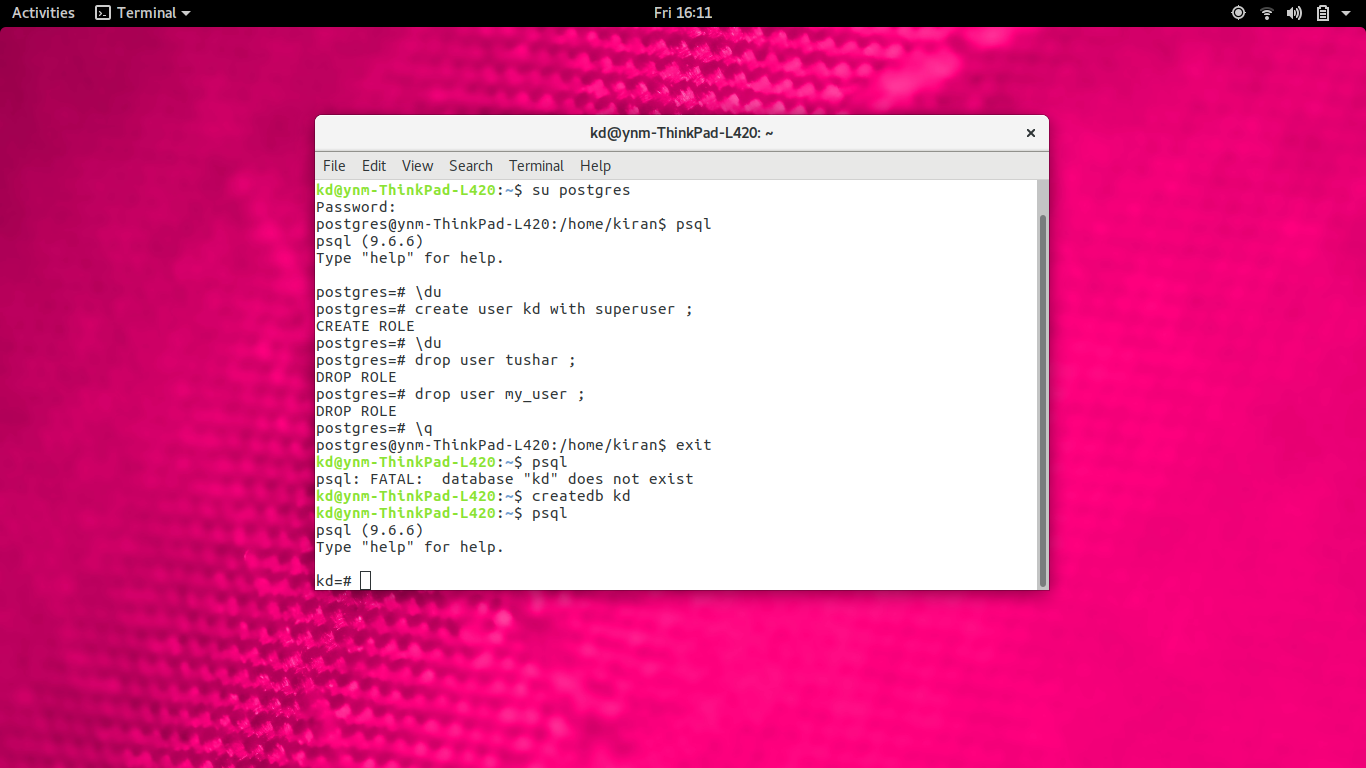 Activities Terminal Fri 16:11
kd@ynm-ThinkPad-L420: ~ ×
File Edit View Search Terminal Help
kd@ynm-ThinkPad-L420:~$ su postgres
Password:
postgres@ynm-ThinkPad-L420:/home/kiran$ psql
psql (9.6.6)
Type "help" for help.
postgres=# \du
postgres=# create user kd with superuser ;
CREATE ROLE
postgres=# \du
postgres=# drop user tushar ;
DROP ROLE
postgres=# drop user my_user ;
DROP ROLE
postgres=# \q
postgres@ynm-ThinkPad-L420:/home/kiran$ exit
kd@ynm-ThinkPad-L420:~$ psql
psql: FATAL:  database "kd" does not exist
kd@ynm-ThinkPad-L420:~$ createdb kd
kd@ynm-ThinkPad-L420:~$ psql
psql (9.6.6)
Type "help" for help.
kd=#